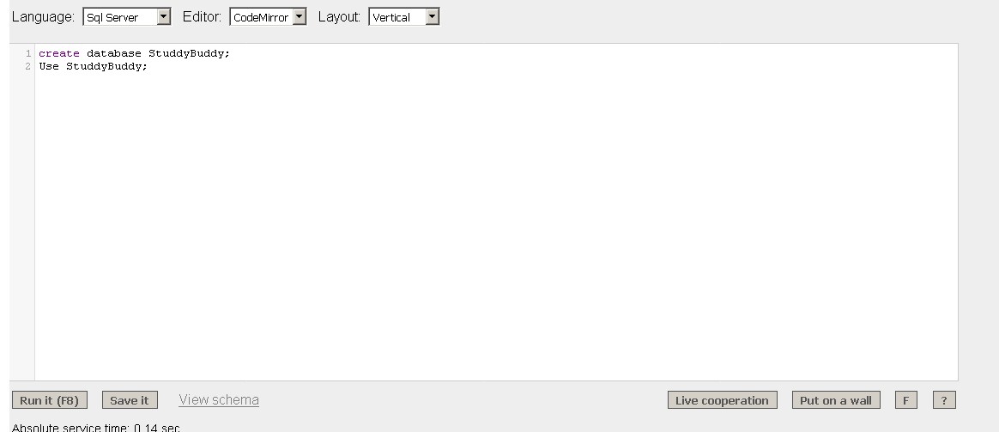 Language: Sql Server Editor: CodeMirror Layout: Vertical
1 create database StuddyBuddy;
2 Use StuddyBuddy;
Run it (F8) Save it View schema Live cooperation Put on a wall F ?
Absolute service time: 0,14 sec